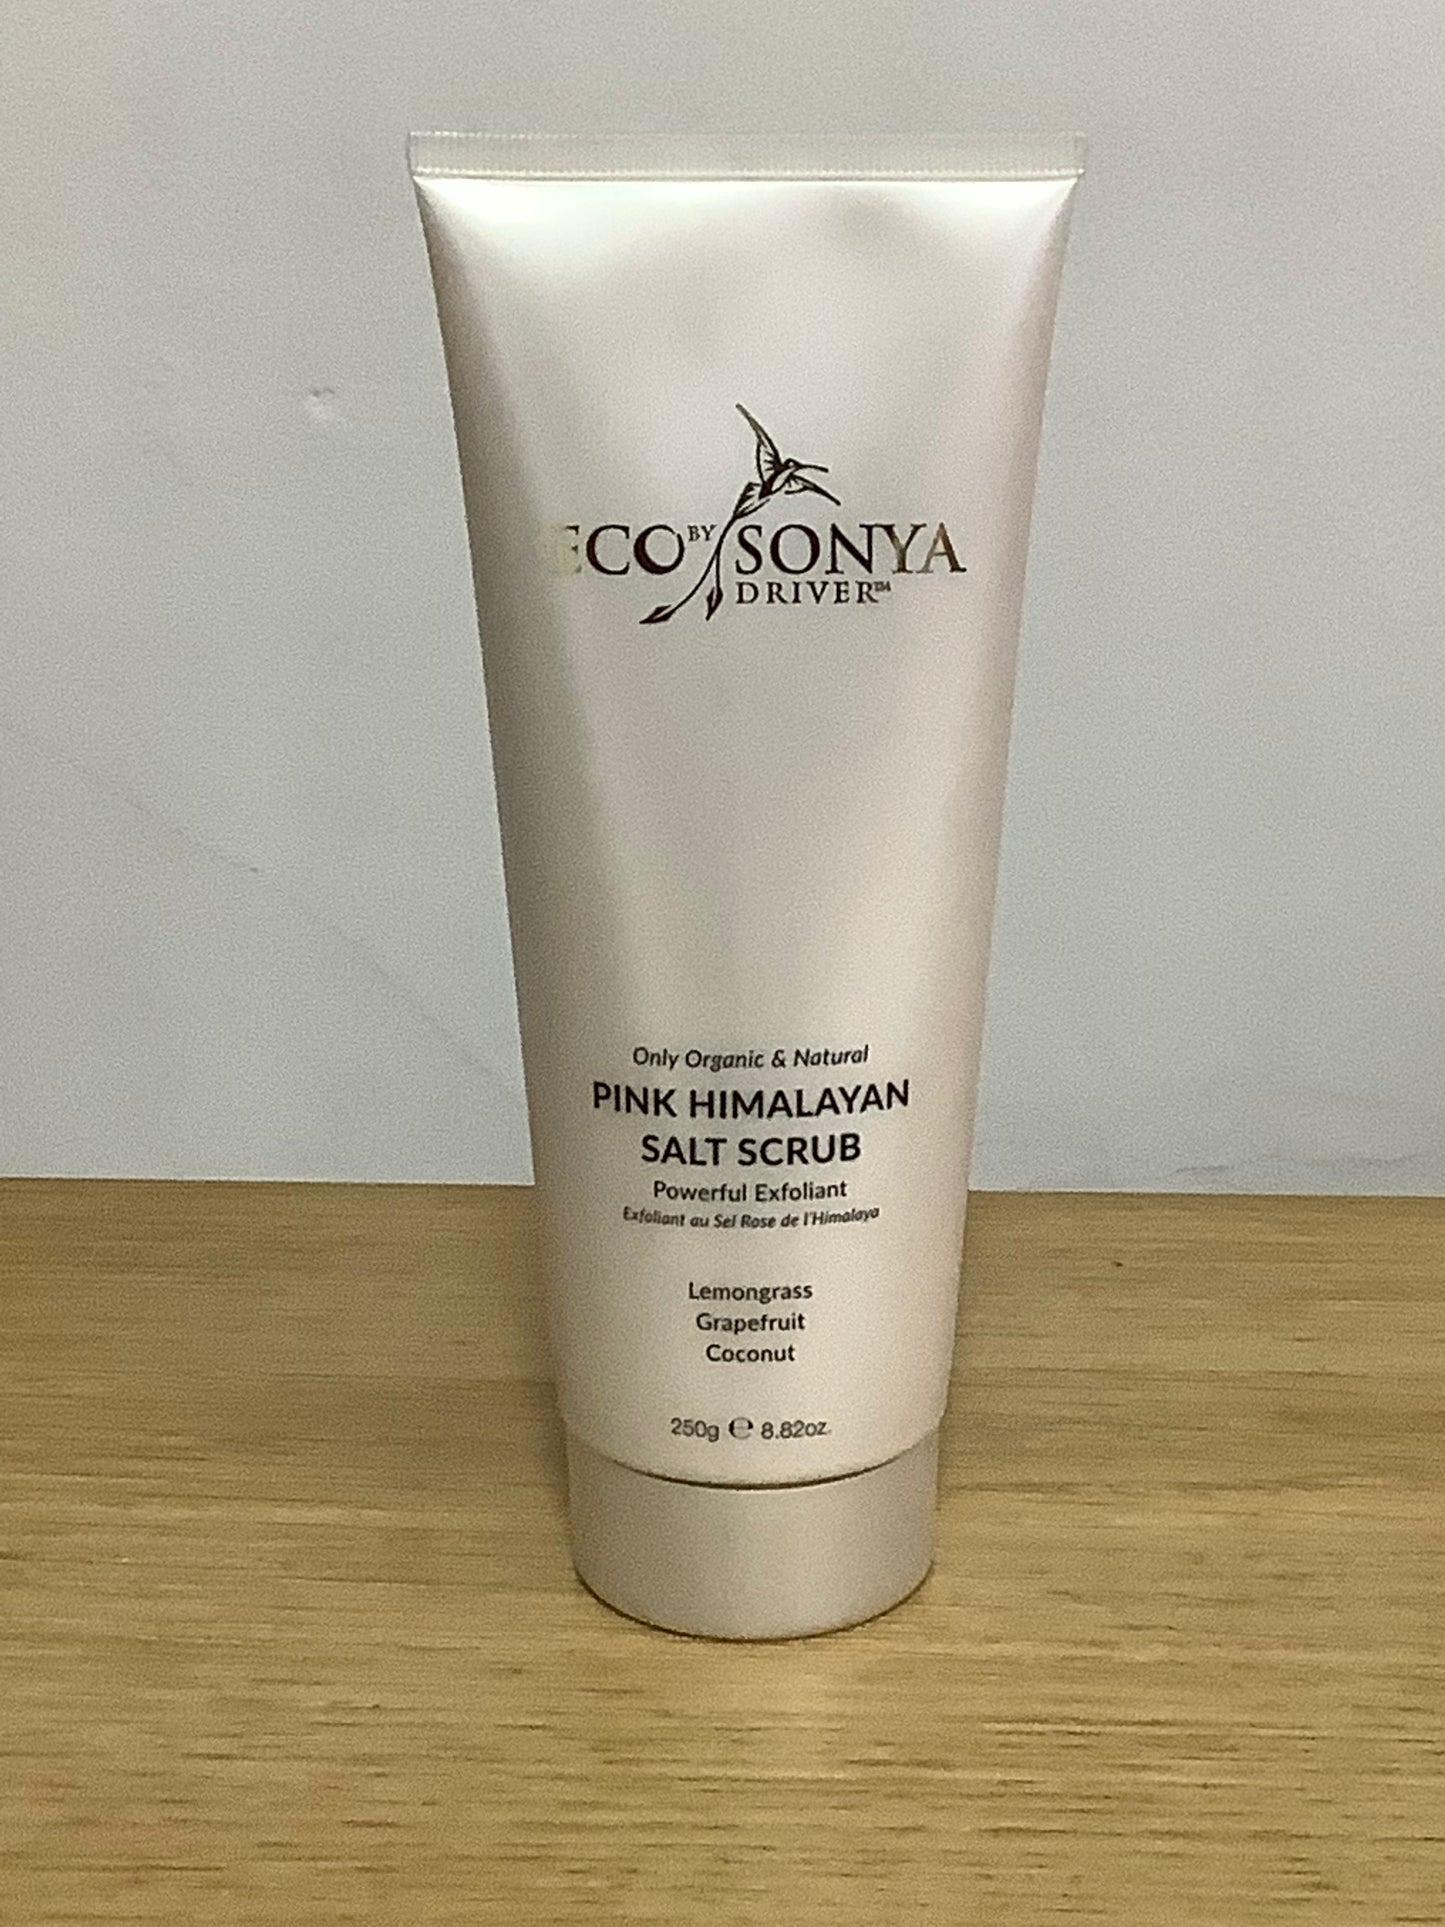 ECO BY SONYA
DRIVER™
Only Organic & Natural
PINK HIMALAYAN
SALT SCRUB
Powerful Exfoliant
Exfoliant au Sel Rose de l'Himalaya
Lemongrass
Grapefruit
Coconut
250g ℮ 8.82oz.